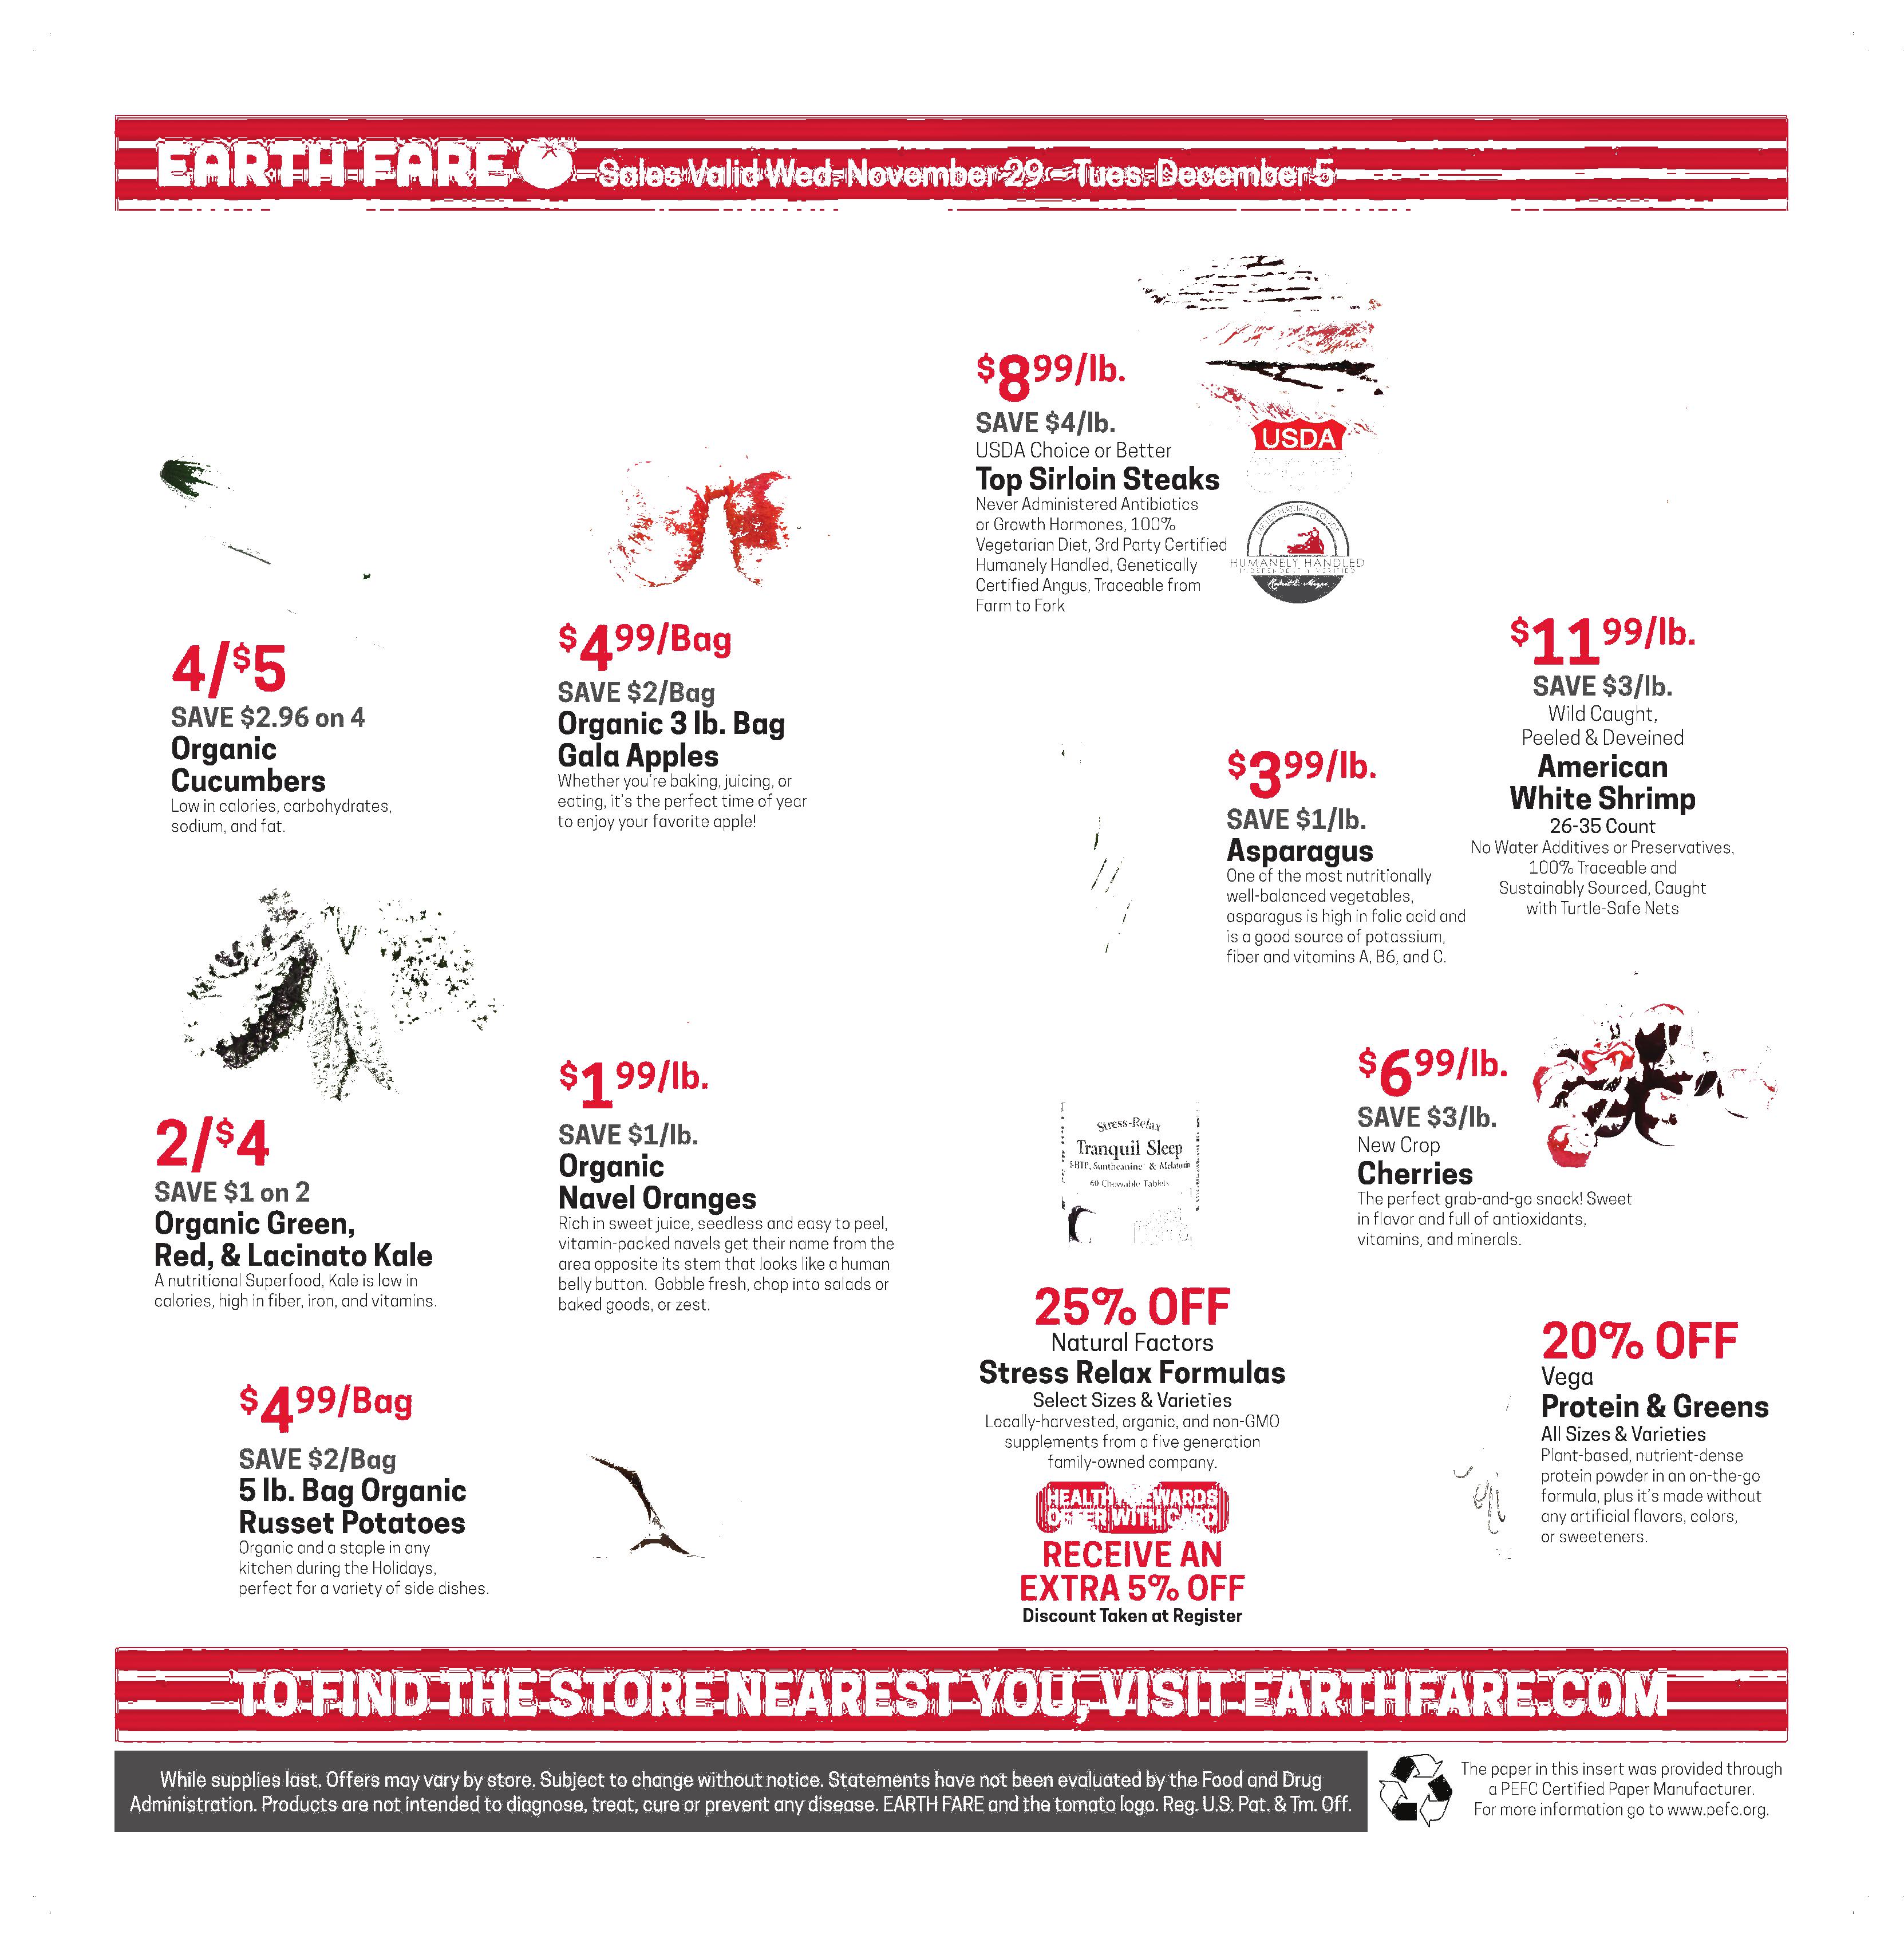 EARTH FARE
Sales Valid Wed. November 29 - Tues. December 5
$8 99/lb.
SAVE $4/lb.
USDA Choice or Better
Top Sirloin Steaks
Never Administered Antibiotics
or Growth Hormones, 100%
Vegetarian Diet, 3rd Party Certified
Humanely Handled, Genetically
Certified Angus, Traceable from
Farm to Fork
USDA
HUMANELY HANDLED
4/$5
SAVE $2.96 on 4
Organic
Cucumbers
Low in calories, carbohydrates,
sodium, and fat.
$4 99/Bag
SAVE $2/Bag
Organic 3 lb. Bag
Gala Apples
Whether you're baking, juicing, or
eating, it's the perfect time of year
to enjoy your favorite apple!
$3 99/lb.
SAVE $1/lb.
Asparagus
One of the most nutritionally
well-balanced vegetables,
asparagus is high in folic acid and
is a good source of potassium,
fiber and vitamins A, B6, and C.
$11 99/lb.
SAVE $3/lb.
Wild Caught,
Peeled & Deveined
American
White Shrimp
26-35 Count
No Water Additives or Preservatives,
100% Traceable and
Sustainably Sourced, Caught
with Turtle-Safe Nets
2/$4
SAVE $1 on 2
Organic Green,
Red, & Lacinato Kale
A nutritional Superfood, Kale is low in
calories, high in fiber, iron, and vitamins.
$1 99/lb.
SAVE $1/lb.
Organic
Navel Oranges
Rich in sweet juice, seedless and easy to peel,
vitamin-packed navels get their name from the
area opposite its stem that looks like a human
belly button. Gobble fresh, chop into salads or
baked goods, or zest.
Stress-Relax
Tranquil Sleep
5-HTP, Suntheanine & Melatonin
60 Chewable Tablets
$6 99/lb.
SAVE $3/lb.
New Crop
Cherries
The perfect grab-and-go snack! Sweet
in flavor and full of antioxidants,
vitamins, and minerals.
$4 99/Bag
SAVE $2/Bag
5 lb. Bag Organic
Russet Potatoes
Organic and a staple in any
kitchen during the Holidays,
perfect for a variety of side dishes.
25% OFF
Natural Factors
Stress Relax Formulas
Select Sizes & Varieties
Locally-harvested, organic, and non-GMO
supplements from a five generation
family-owned company.
HEALTHY REWARDS
OFFER WITH CARD
RECEIVE AN
EXTRA 5% OFF
Discount Taken at Register
20% OFF
Vega
Protein & Greens
All Sizes & Varieties
Plant-based, nutrient-dense
protein powder in an on-the-go
formula, plus it's made without
any artificial flavors, colors,
or sweeteners.
TO FIND THE STORE NEAREST YOU, VISIT EARTHFARE.COM
While supplies last. Offers may vary by store. Subject to change without notice. Statements have not been evaluated by the Food and Drug
Administration. Products are not intended to diagnose, treat, cure or prevent any disease. EARTH FARE and the tomato logo. Reg. U.S. Pat. & Tm. Off.
The paper in this insert was provided through
a PEFC Certified Paper Manufacturer.
For more information go to www.pefc.org.